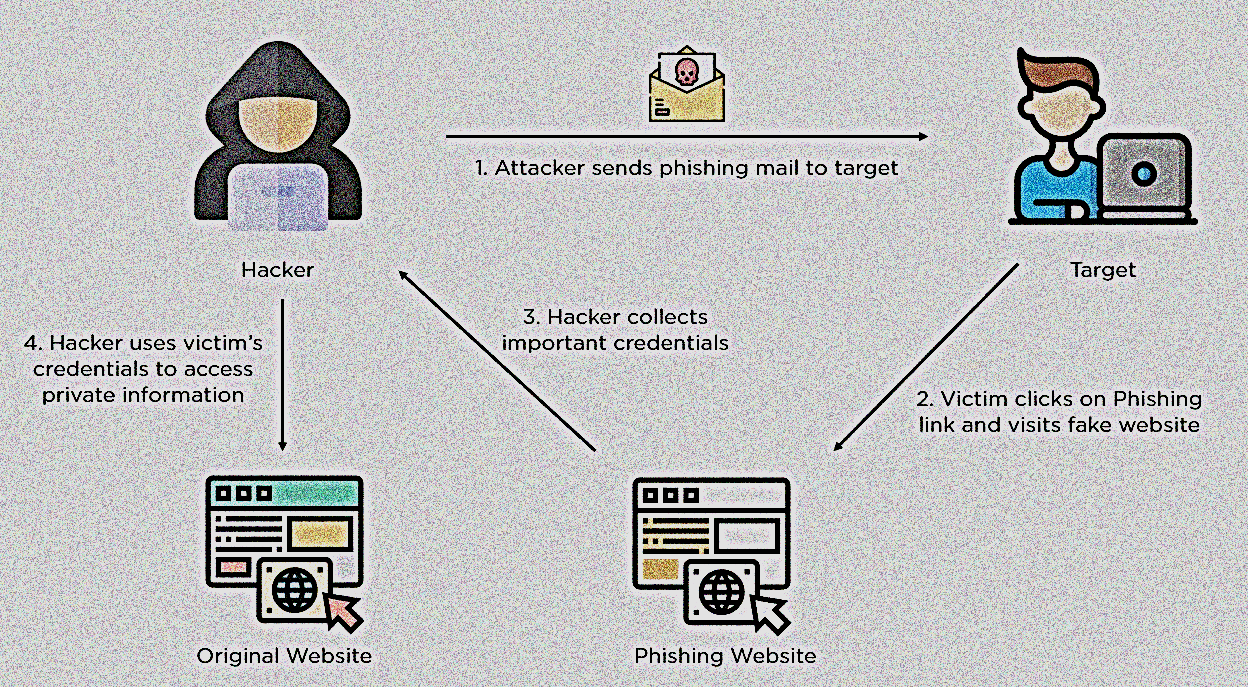 1. Attacker sends phishing mail to target
Hacker
Target
3. Hacker collects
important credentials
4. Hacker uses victim's
credentials to access
private information
2. Victim clicks on Phishing
link and visits fake website
Original Website
Phishing Website